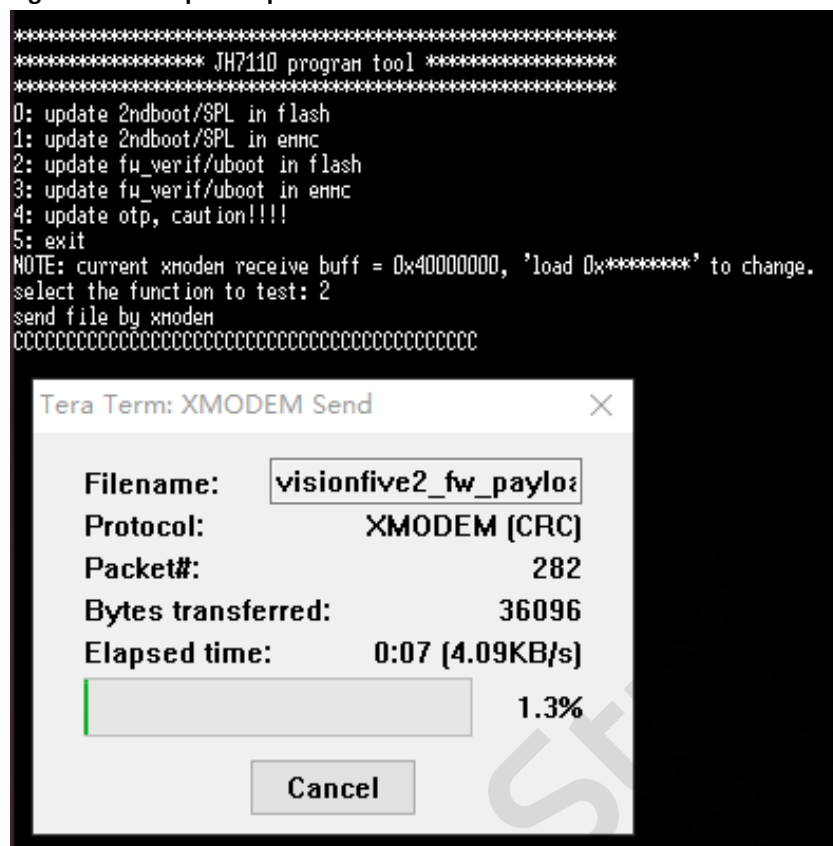 ********************************************************
******************* JH7110 program tool *******************
********************************************************
0: update 2ndboot/SPL in flash
1: update 2ndboot/SPL in emmc
2: update fw_verif/uboot in flash
3: update fw_verif/uboot in emmc
4: update otp, caution!!!!
5: exit
NOTE: current xmodem receive buff = 0x40000000, 'load 0x********' to change.
select the function to test: 2
send file by xmodem
CCCCCCCCCCCCCCCCCCCCCCCCCCCCCCCCCCCCCCCCCCCCCC
Tera Term: XMODEM Send
Filename: visionfive2_fw_payloa
Protocol: XMODEM (CRC)
Packet#: 282
Bytes transferred: 36096
Elapsed time: 0:07 (4.09KB/s)
1.3%
Cancel